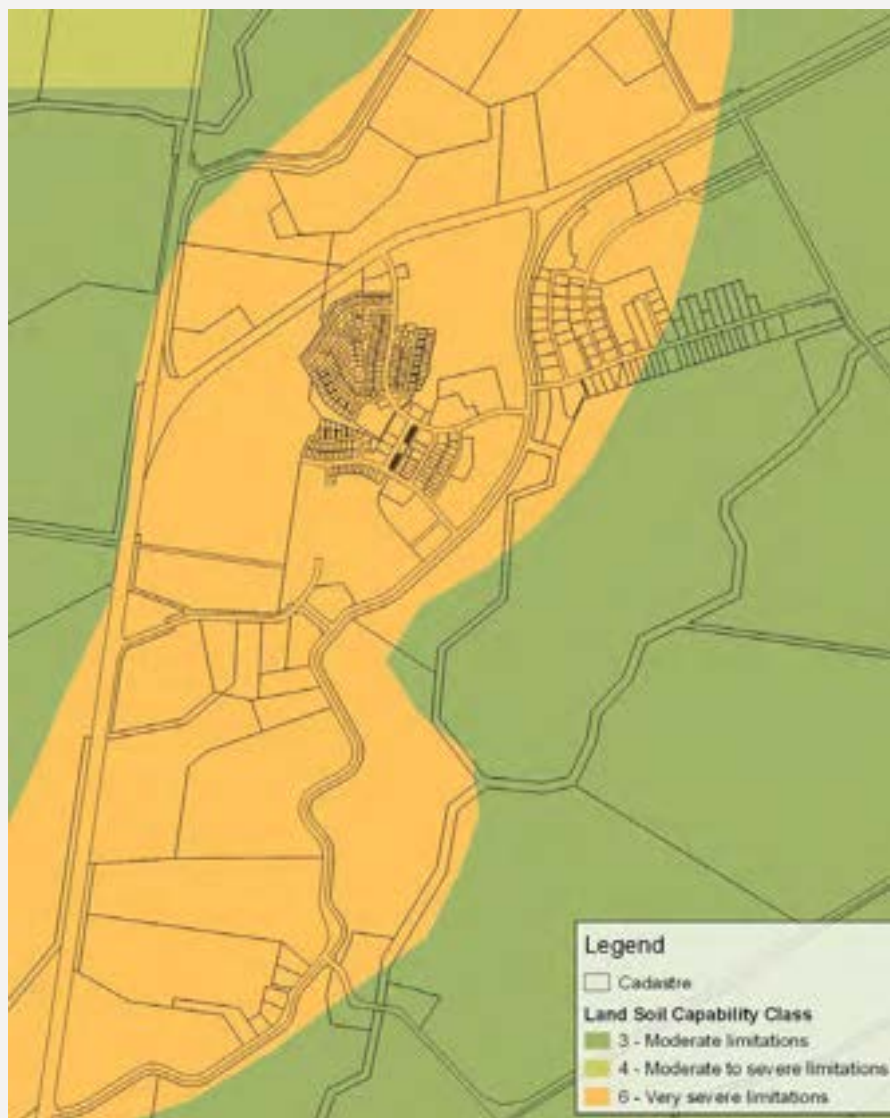 Legend
Cadastre
Land Soil Capability Class
3 - Moderate limitations
4 - Moderate to severe limitations
6 - Very severe limitations